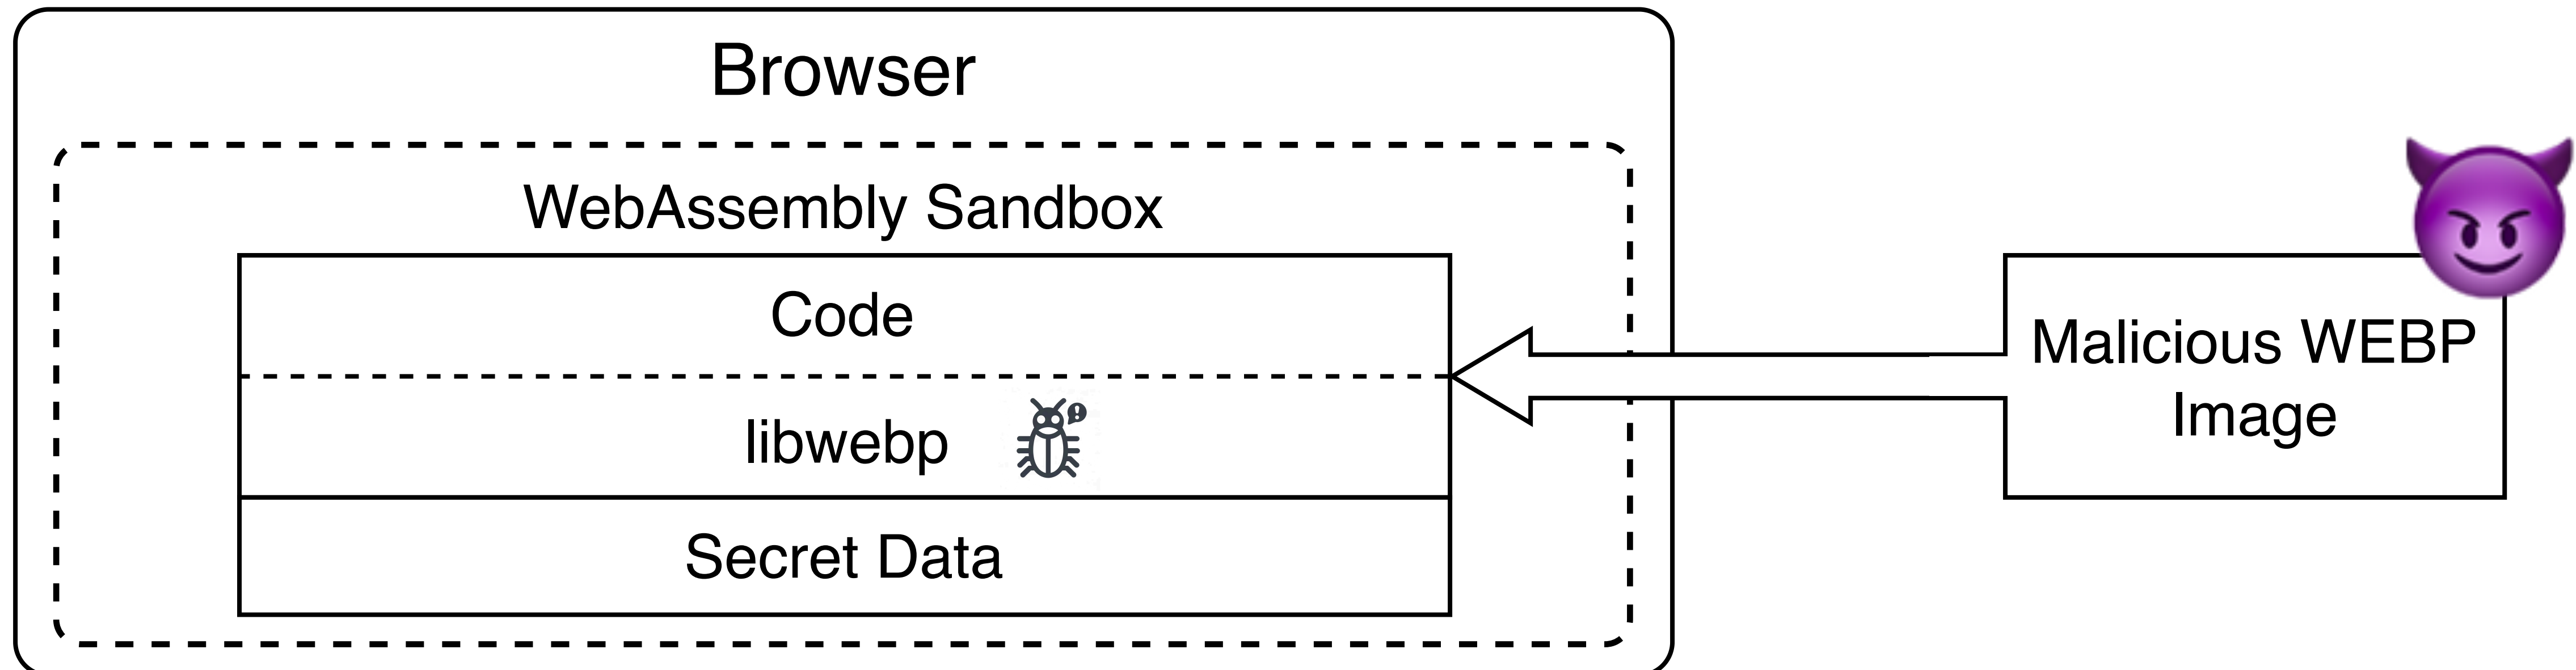 Browser
WebAssembly Sandbox
Code
libwebp
Secret Data
Malicious WEBP
Image